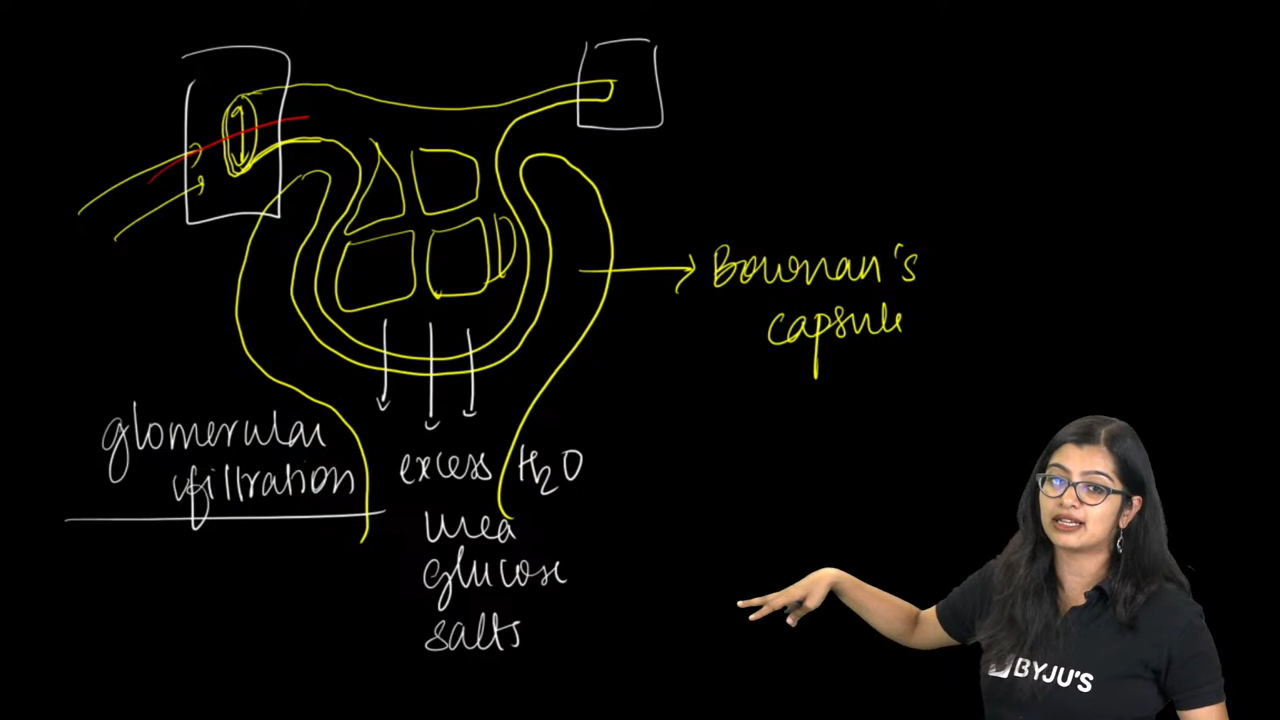 Bowman's
capsule
glomerular
filtration
excess H₂O
urea
glucose
salts
BYJU'S